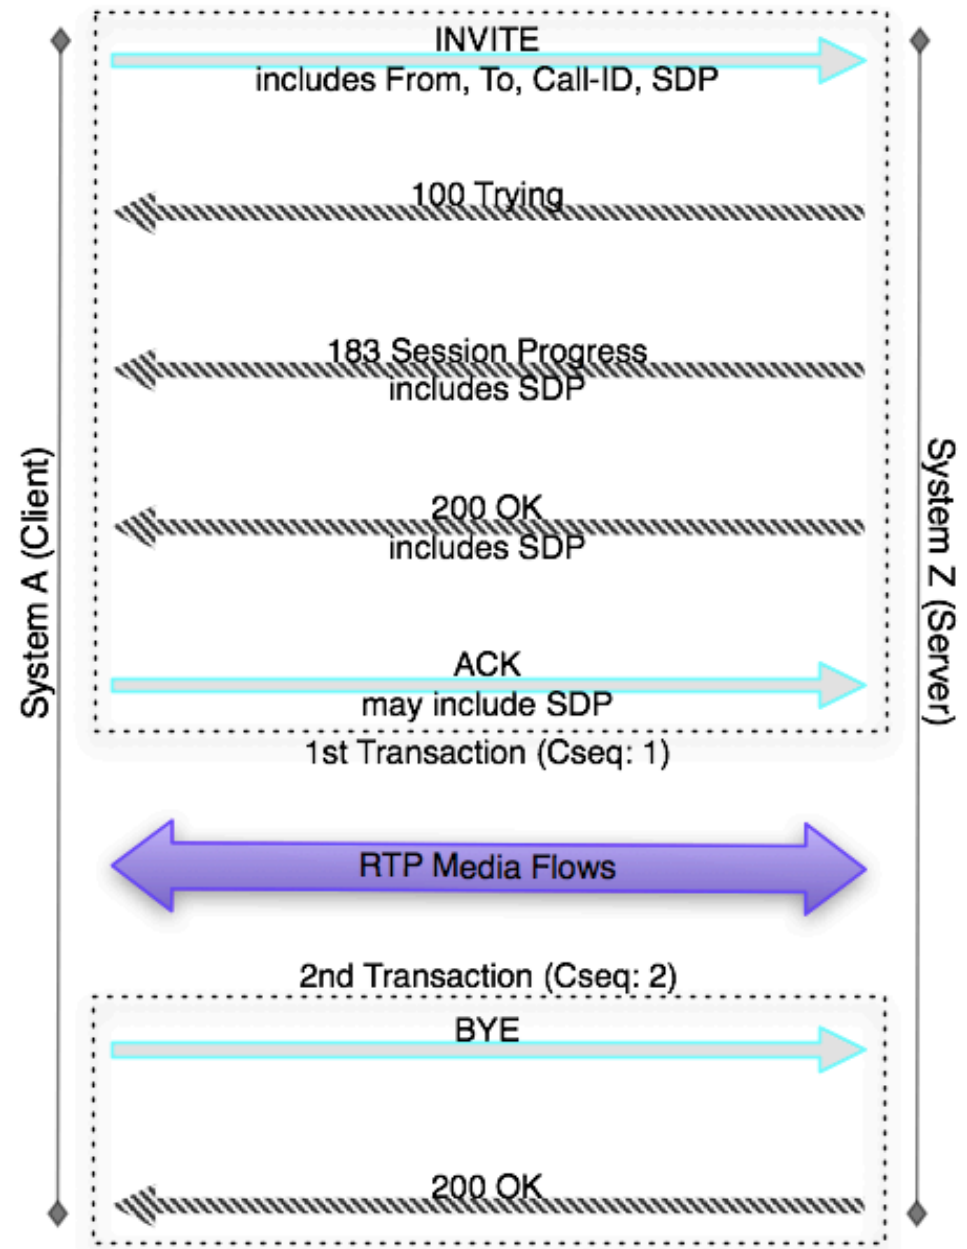 INVITE
includes From, To, Call-ID, SDP
100 Trying
183 Session Progress
includes SDP
200 OK
includes SDP
System A (Client)
System Z (Server)
ACK
may include SDP
1st Transaction (Cseq: 1)
RTP Media Flows
2nd Transaction (Cseq: 2)
BYE
200 OK